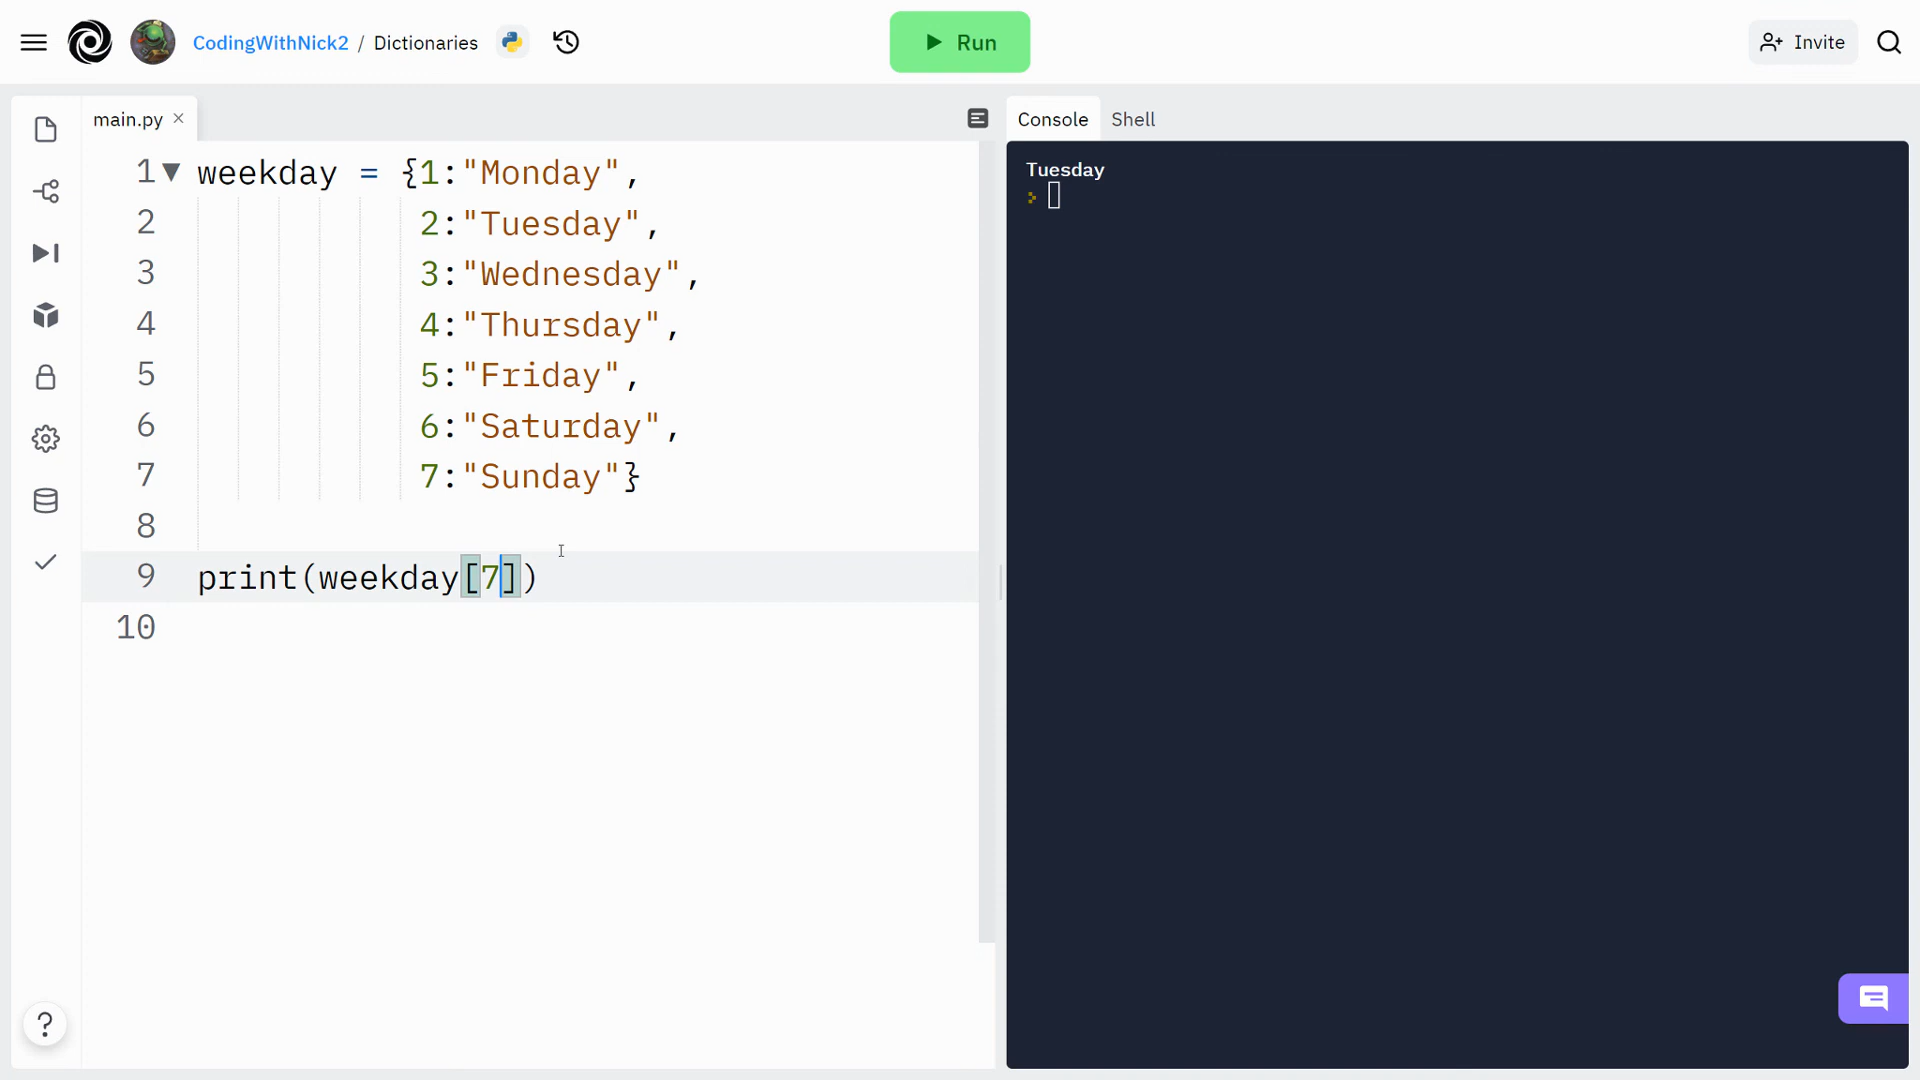 CodingWithNick2 / Dictionaries
Run
Invite
main.py
Console
Shell
1 weekday = {1:"Monday",
2 2:"Tuesday",
3 3:"Wednesday",
4 4:"Thursday",
5 5:"Friday",
6 6:"Saturday",
7 7:"Sunday"}
8
9 print(weekday[7])
10
Tuesday
?